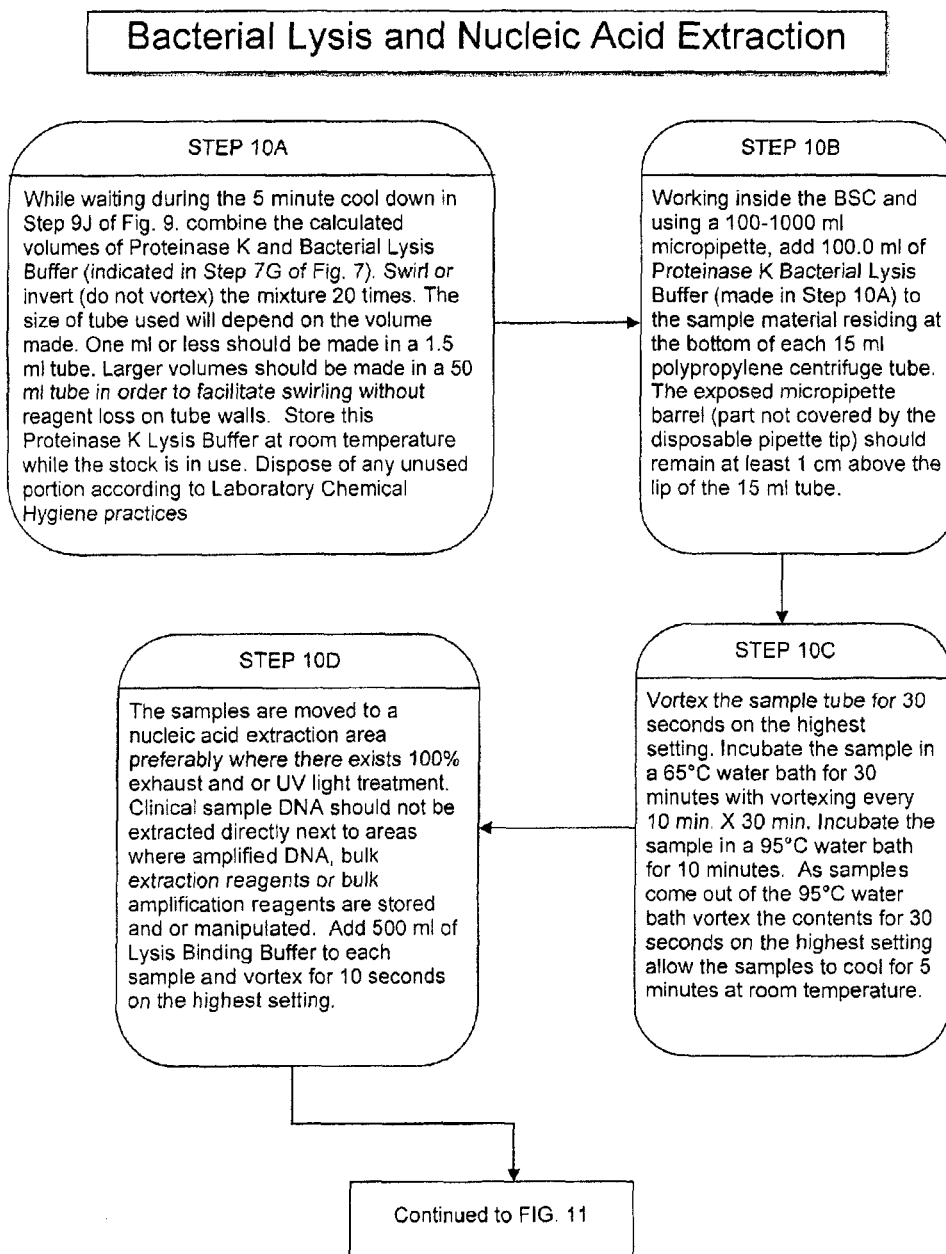 Bacterial Lysis and Nucleic Acid Extraction
STEP 10A
While waiting during the 5 minute cool down in
Step 9J of Fig. 9. combine the calculated
volumes of Proteinase K and Bacterial Lysis
Buffer (indicated in Step 7G of Fig. 7). Swirl or
invert (do not vortex) the mixture 20 times. The
size of tube used will depend on the volume
made. One ml or less should be made in a 1.5
ml tube. Larger volumes should be made in a 50
ml tube in order to facilitate swirling without
reagent loss on tube walls. Store this
Proteinase K Lysis Buffer at room temperature
while the stock is in use. Dispose of any unused
portion according to Laboratory Chemical
Hygiene practices
STEP 10B
Working inside the BSC and
using a 100-1000 ml
micropipette, add 100.0 ml of
Proteinase K Bacterial Lysis
Buffer (made in Step 10A) to
the sample material residing at
the bottom of each 15 ml
polypropylene centrifuge tube.
The exposed micropipette
barrel (part not covered by the
disposable pipette tip) should
remain at least 1 cm above the
lip of the 15 ml tube.
STEP 10C
Vortex the sample tube for 30
seconds on the highest
setting. Incubate the sample in
a 65°C water bath for 30
minutes with vortexing every
10 min. X 30 min. Incubate the
sample in a 95°C water bath
for 10 minutes. As samples
come out of the 95°C water
bath vortex the contents for 30
seconds on the highest setting
allow the samples to cool for 5
minutes at room temperature.
STEP 10D
The samples are moved to a
nucleic acid extraction area
preferably where there exists 100%
exhaust and or UV light treatment.
Clinical sample DNA should not be
extracted directly next to areas
where amplified DNA, bulk
extraction reagents or bulk
amplification reagents are stored
and or manipulated. Add 500 ml of
Lysis Binding Buffer to each
sample and vortex for 10 seconds
on the highest setting.
Continued to FIG. 11